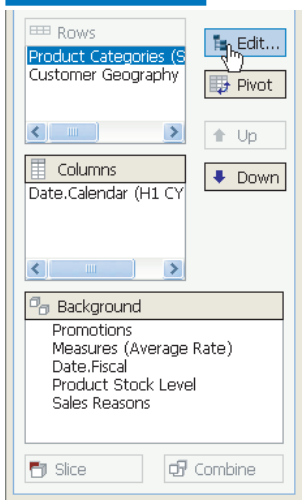 Rows
Edit...
Product Categories (S
Customer Geography
Pivot
Up
Columns
Down
Date.Calendar (H1 CY
Background
Promotions
Measures (Average Rate)
Date.Fiscal
Product Stock Level
Sales Reasons
Slice
Combine